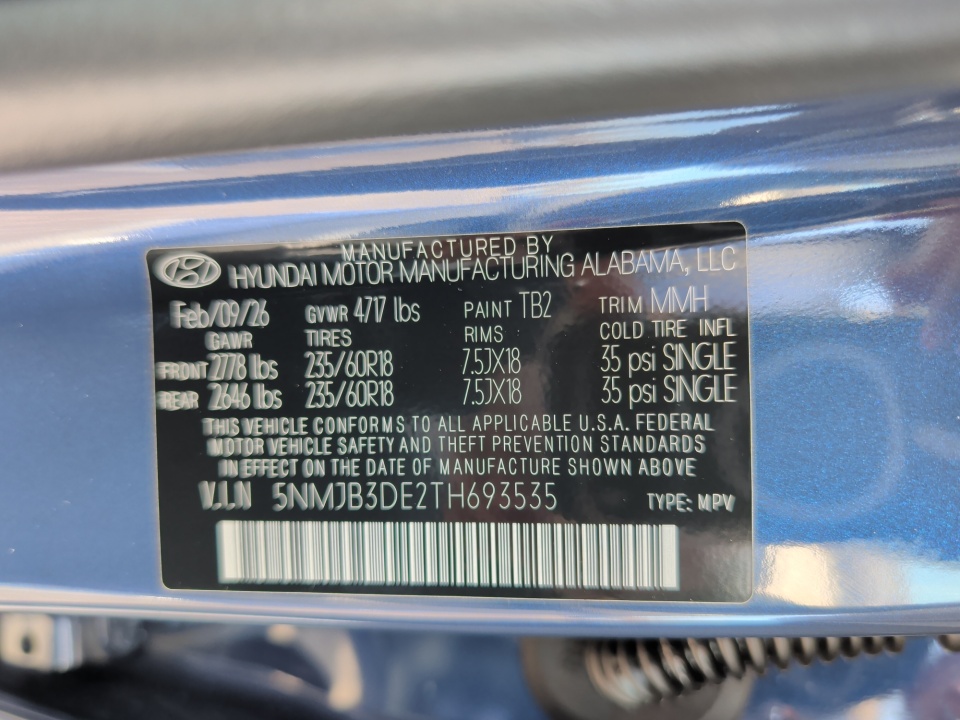 MANUFACTURED BY
HYUNDAI MOTOR MANUFACTURING ALABAMA, LLC
Feb/09/26 GVWR 4717 lbs PAINT TB2 TRIM MMH
GAWR TIRES RIMS COLD TIRE INFL
FRONT 2778 lbs 235/60R18 7.5JX18 35 psi SINGLE
REAR 2646 lbs 235/60R18 7.5JX18 35 psi SINGLE
THIS VEHICLE CONFORMS TO ALL APPLICABLE U.S.A. FEDERAL
MOTOR VEHICLE SAFETY AND THEFT PREVENTION STANDARDS
IN EFFECT ON THE DATE OF MANUFACTURE SHOWN ABOVE
V.I.N 5NMJB3DE2TH693535 TYPE: MPV